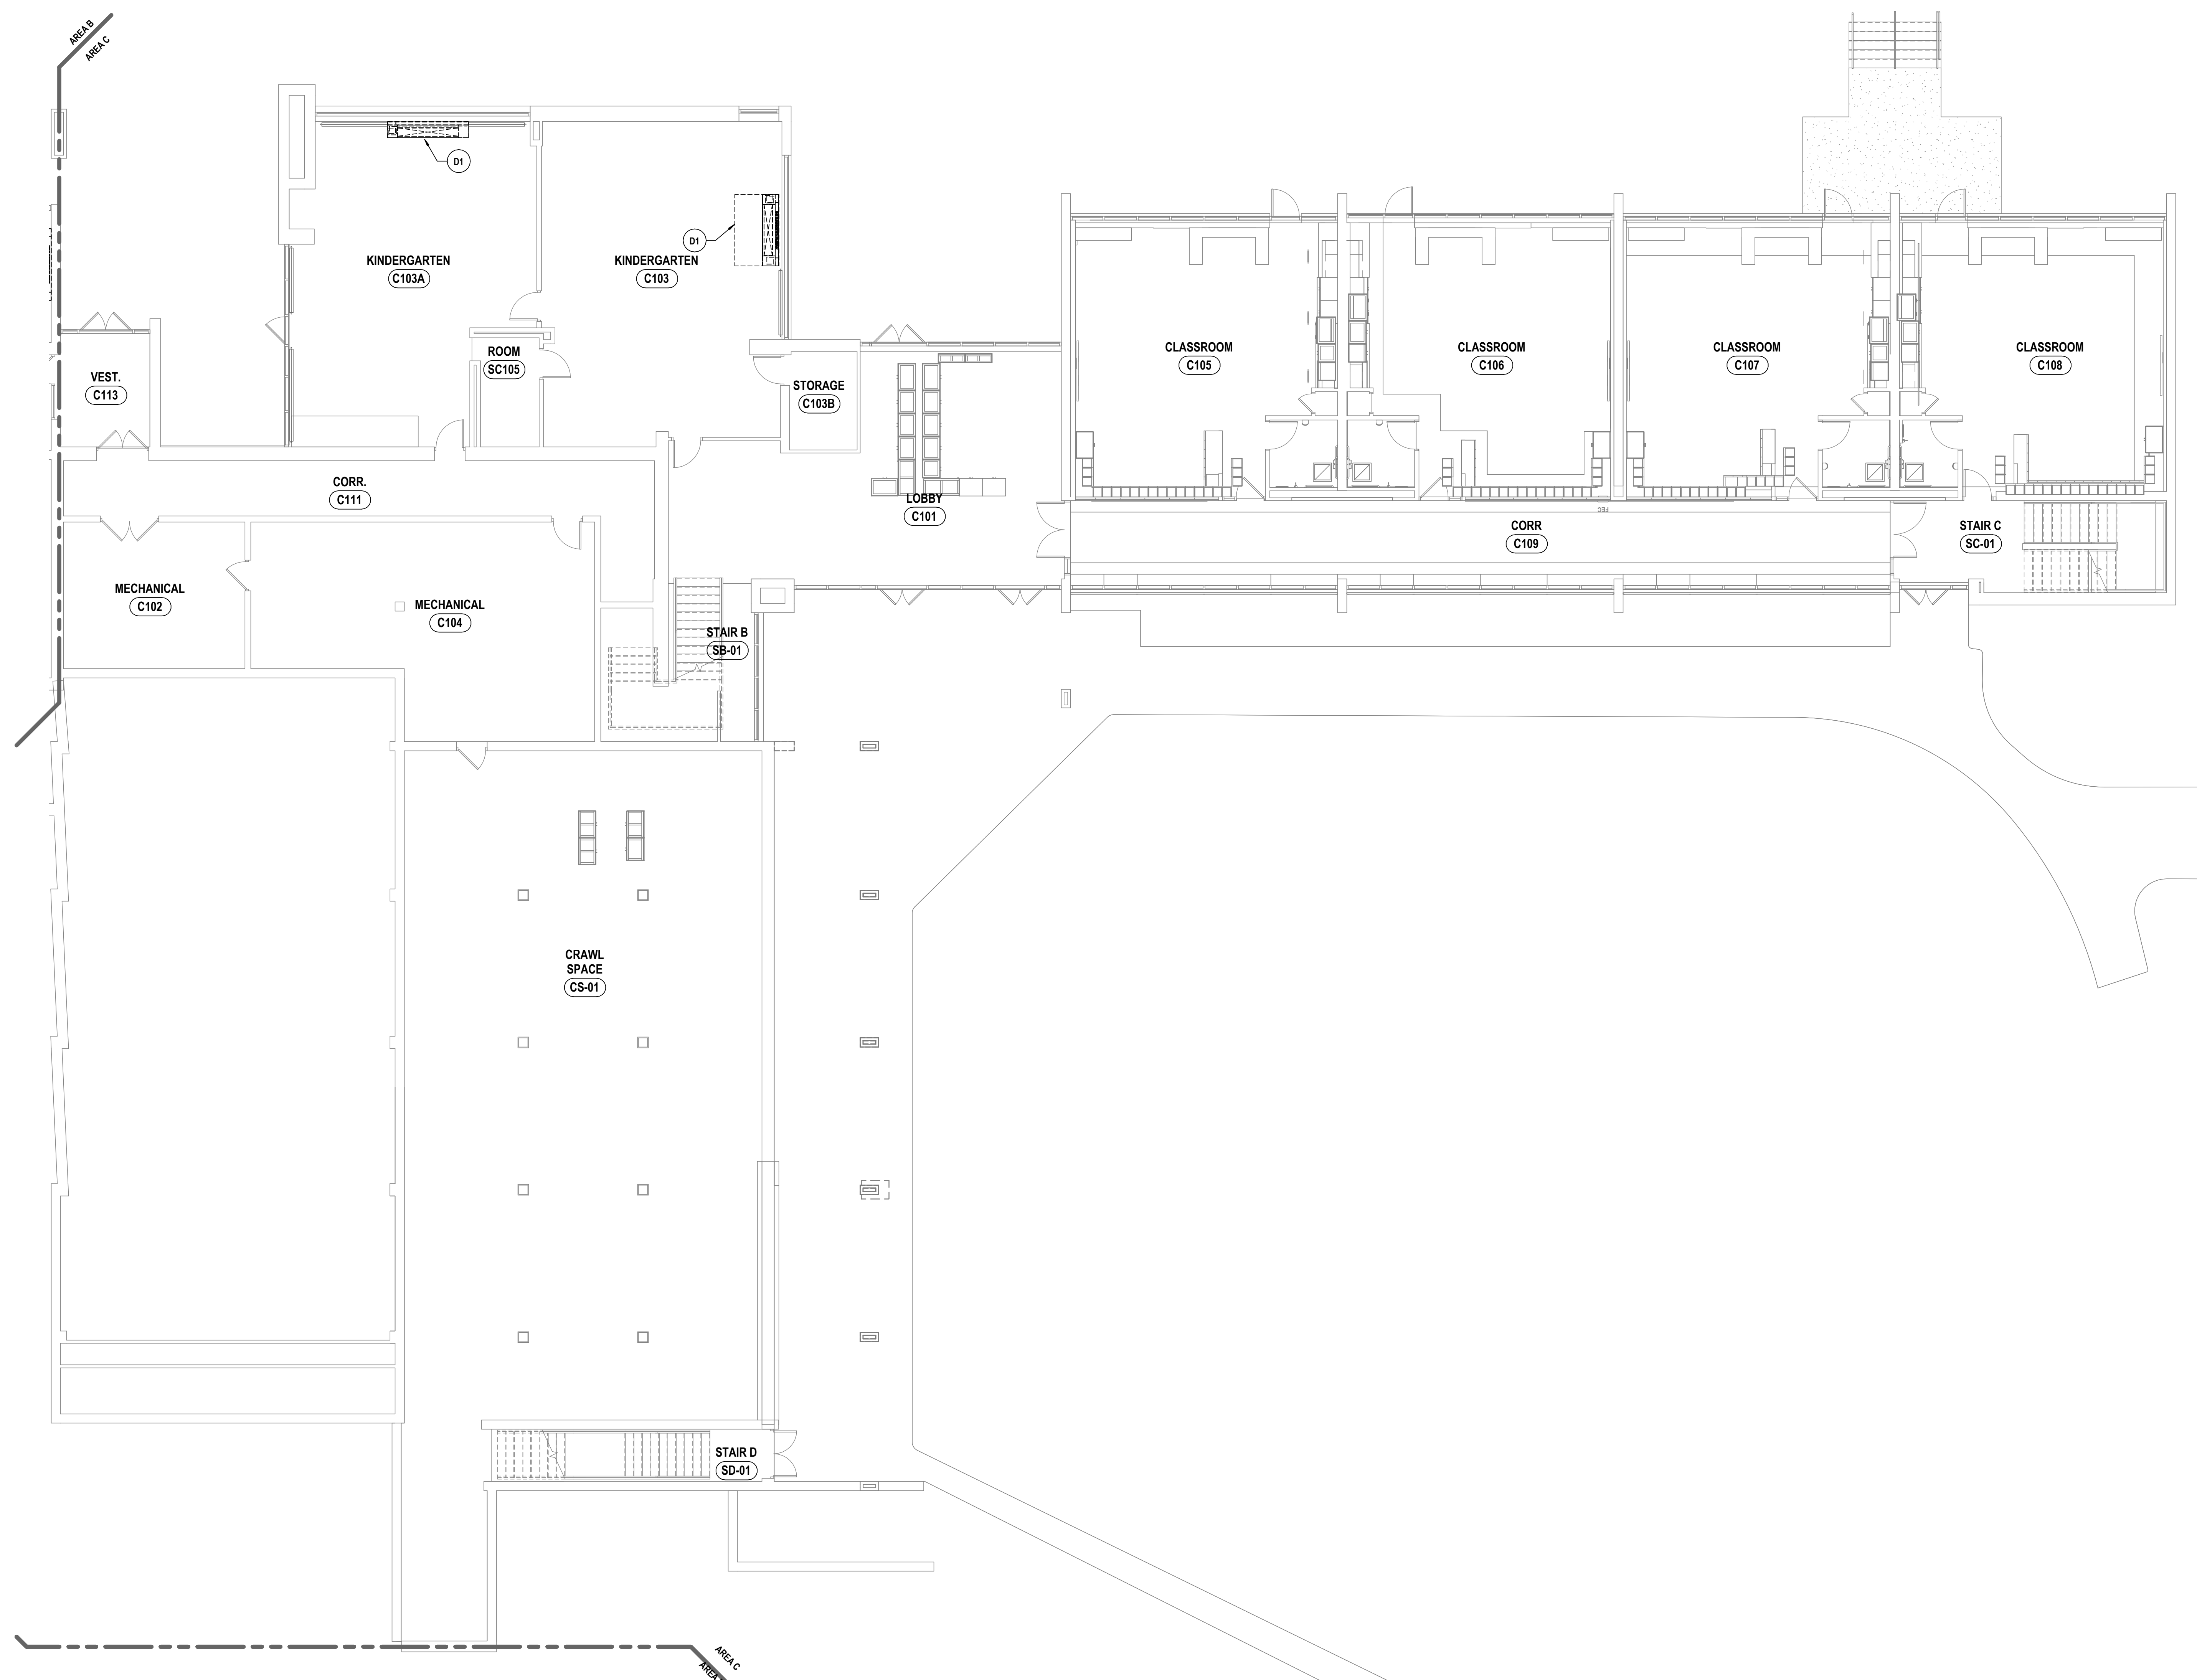 AREA B
AREA C
D1
D1
KINDERGARTEN
C103A
KINDERGARTEN
C103
ROOM
SC105
VEST.
C113
STORAGE
C103B
CLASSROOM
C105
CLASSROOM
C106
CLASSROOM
C107
CLASSROOM
C108
CORR.
C111
LOBBY
C101
FEC
CORR
C109
STAIR C
SC-01
MECHANICAL
C102
MECHANICAL
C104
STAIR B
SB-01
CRAWL
SPACE
CS-01
STAIR D
SD-01
AREA C
AREA